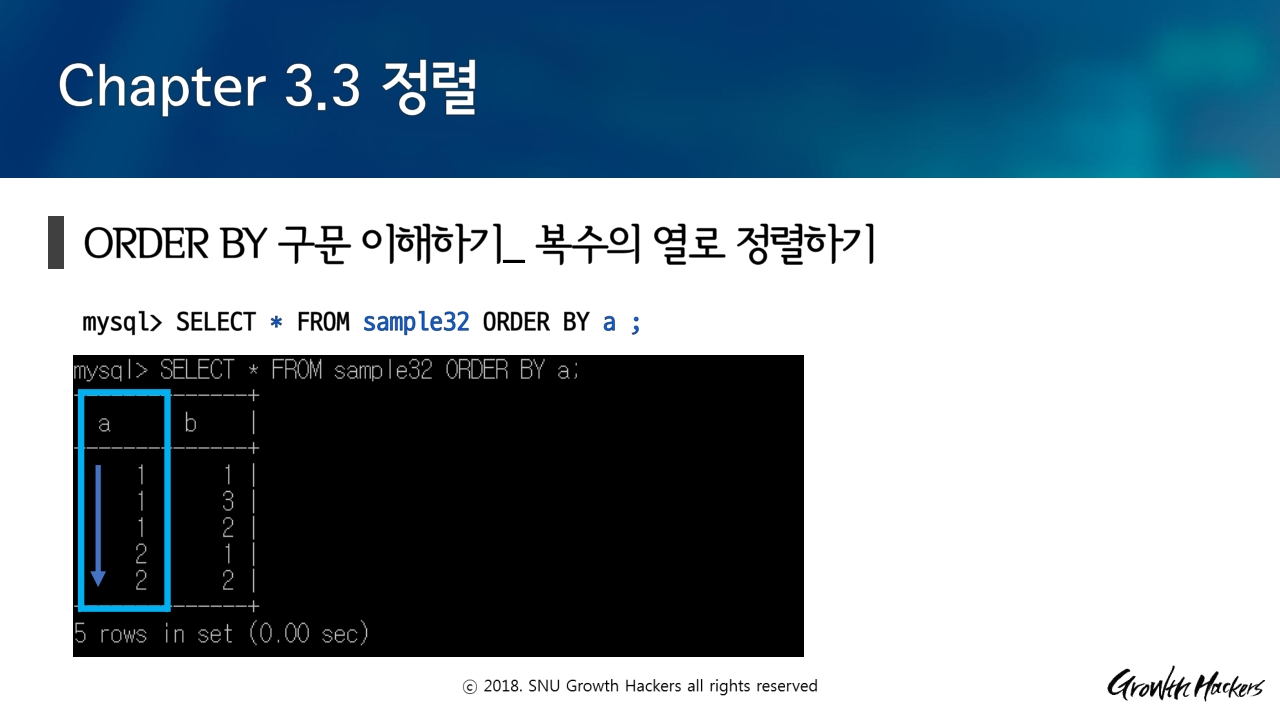 Chapter 3.3 정렬
ORDER BY 구문 이해하기_ 복수의 열로 정렬하기
mysql> SELECT * FROM sample32 ORDER BY a ;
mysql> SELECT * FROM sample32 ORDER BY a;
a b |
1 1 |
1 3 |
1 2 |
2 1 |
2 2 |
5 rows in set (0.00 sec)
ⓒ 2018. SNU Growth Hackers all rights reserved
Growth Hackers